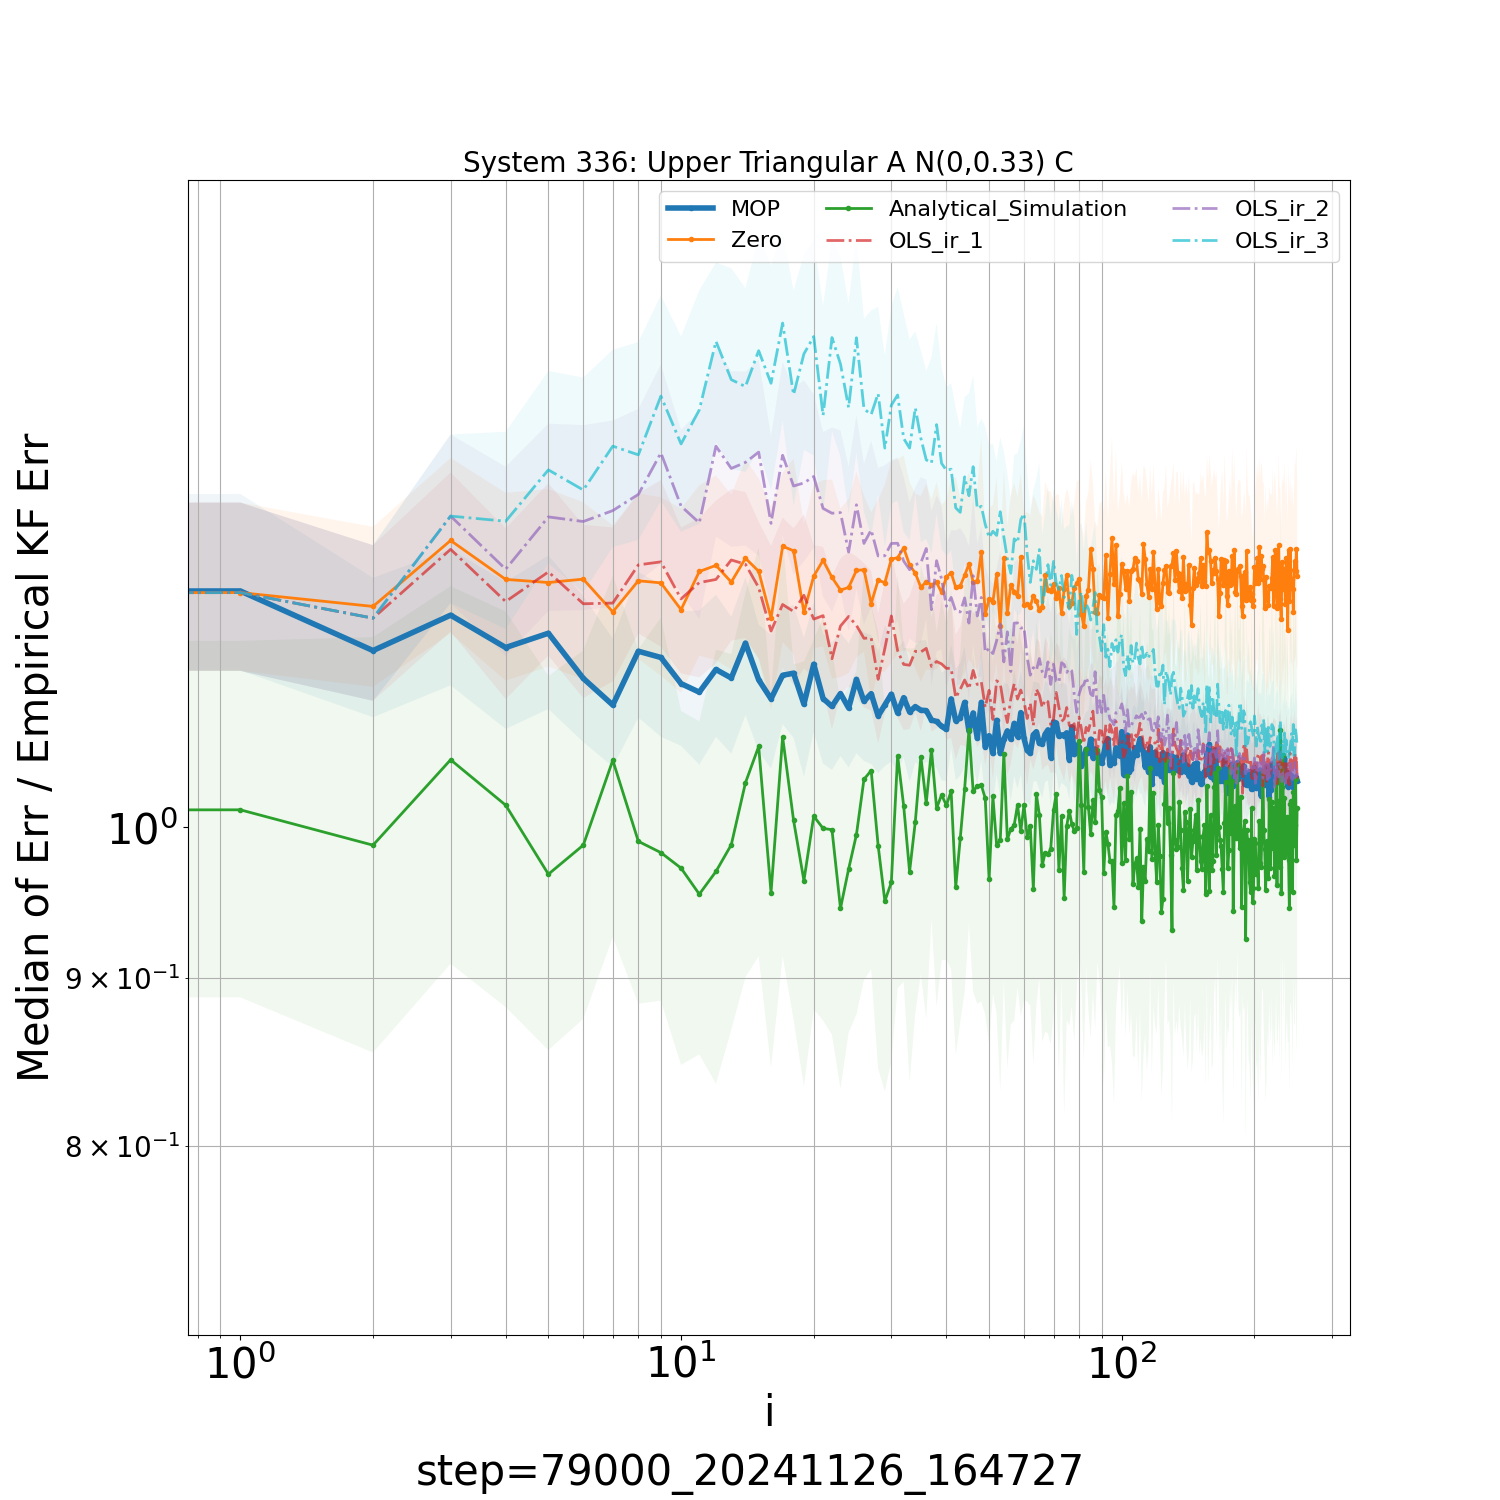 System 336: Upper Triangular A N(0,0.33) C
MOP
Zero
Analytical_Simulation
OLS_ir_1
OLS_ir_2
OLS_ir_3
Median of Err / Empirical KF Err
10⁰
9 × 10⁻¹
8 × 10⁻¹
10⁰ 10¹ 10²
i
step=79000_20241126_164727